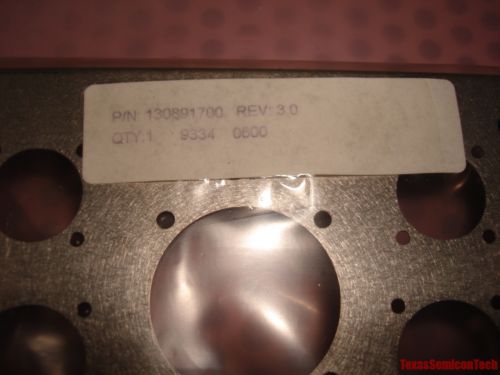 P/N: 130891700 REV: 3.0
QTY:1 9334 0600
TexasSemiconTech